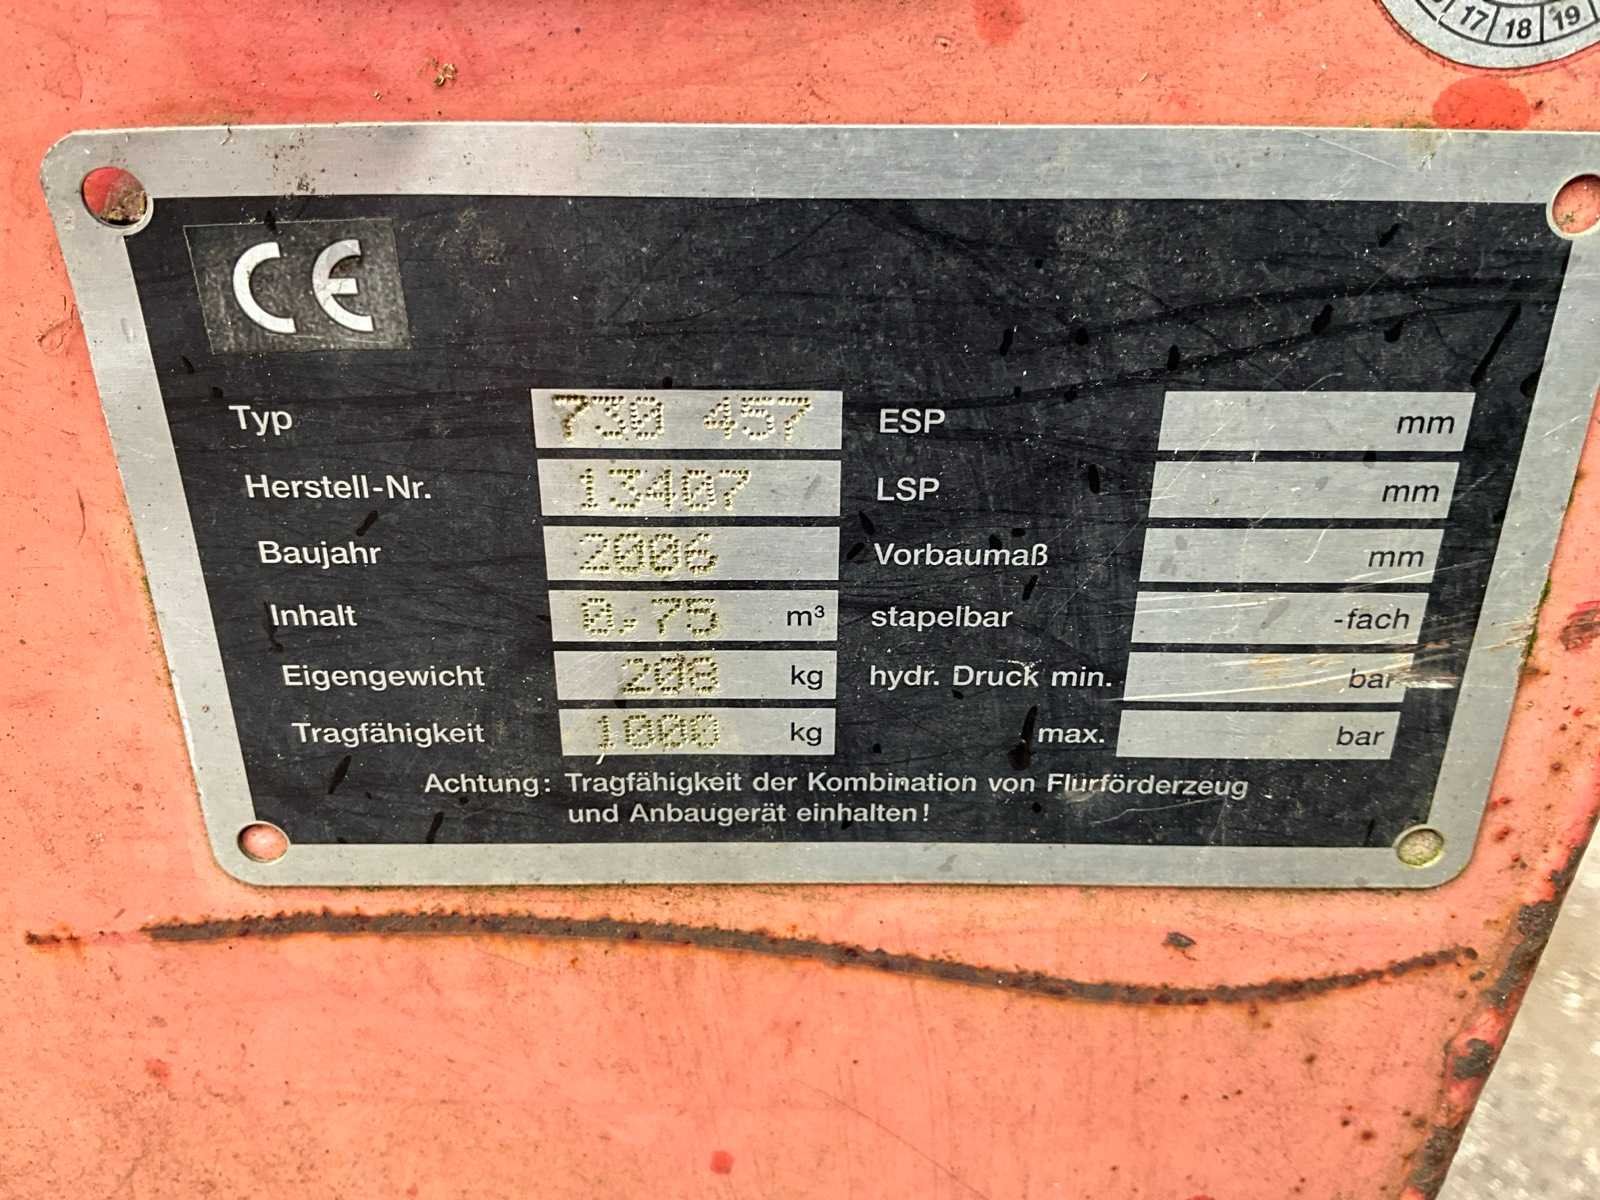 17 18 19
CE
Typ 730 457 ESP mm
Herstell-Nr. 13407 LSP mm
Baujahr 2006 Vorbaumaß mm
Inhalt 0,75 m³ stapelbar -fach
Eigengewicht 208 kg hydr. Druck min. bar
Tragfähigkeit 1000 kg max. bar
Achtung: Tragfähigkeit der Kombination von Flurförderzeug
und Anbaugerät einhalten!